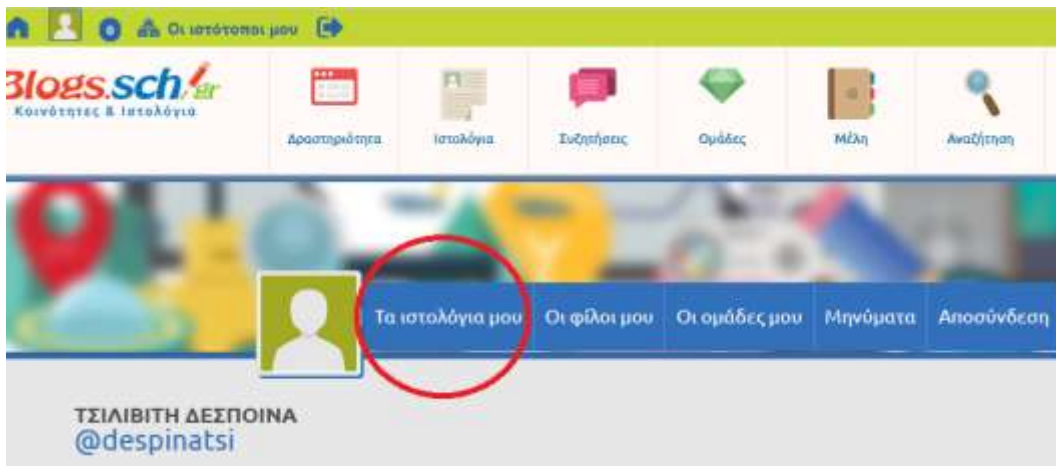 Οι ιστότοποι μου
Blogs.sch.gr
Κοινότητες & Ιστολόγια
Δραστηριότητα Ιστολόγια Συζητήσεις Ομάδες Μέλη Αναζήτηση
Τα ιστολόγια μου Οι φίλοι μου Οι ομάδες μου Μηνύματα Αποσύνδεση
ΤΣΙΛΙΒΙΤΗ ΔΕΣΠΟΙΝΑ
@despinatsi